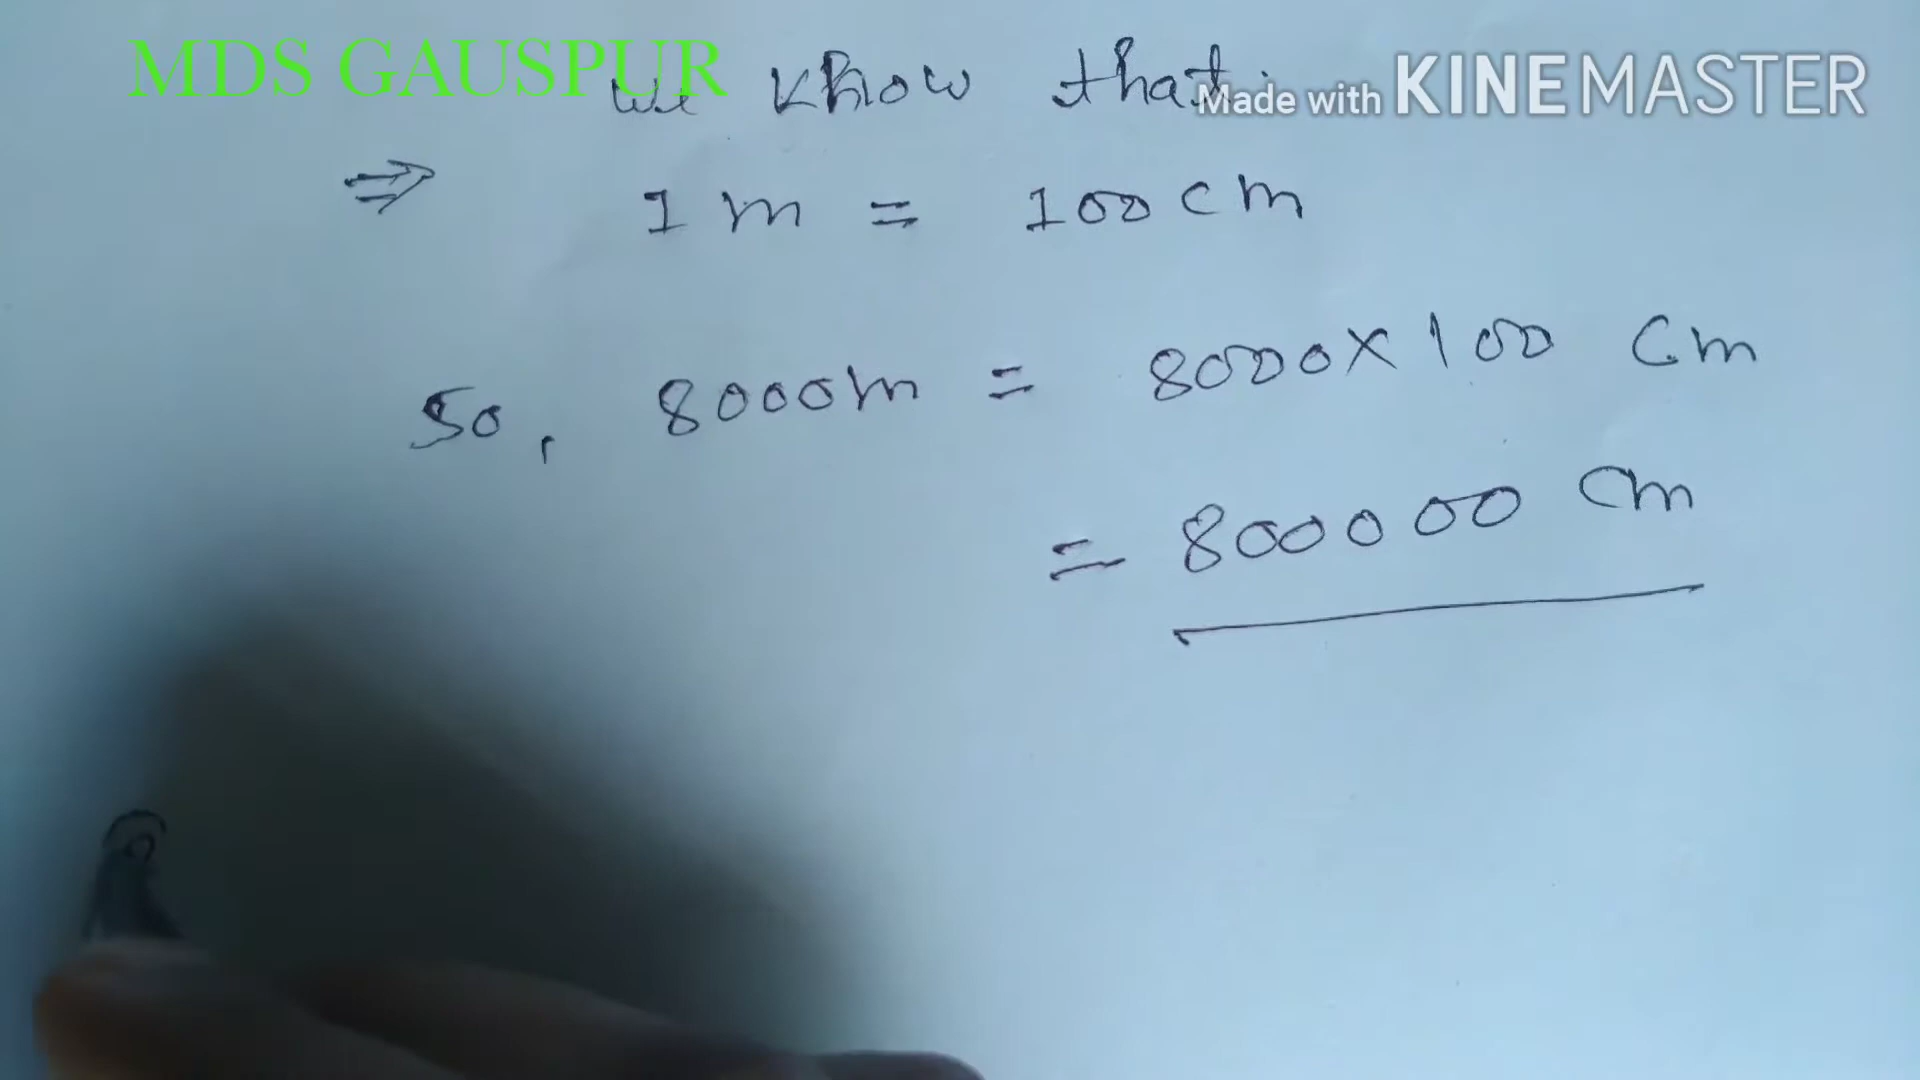 MDS GAUSPUR
Made with KINEMASTER
we know that
⇒ 1 m = 100 cm
So, 8000m = 8000×100 cm
= 800000 cm